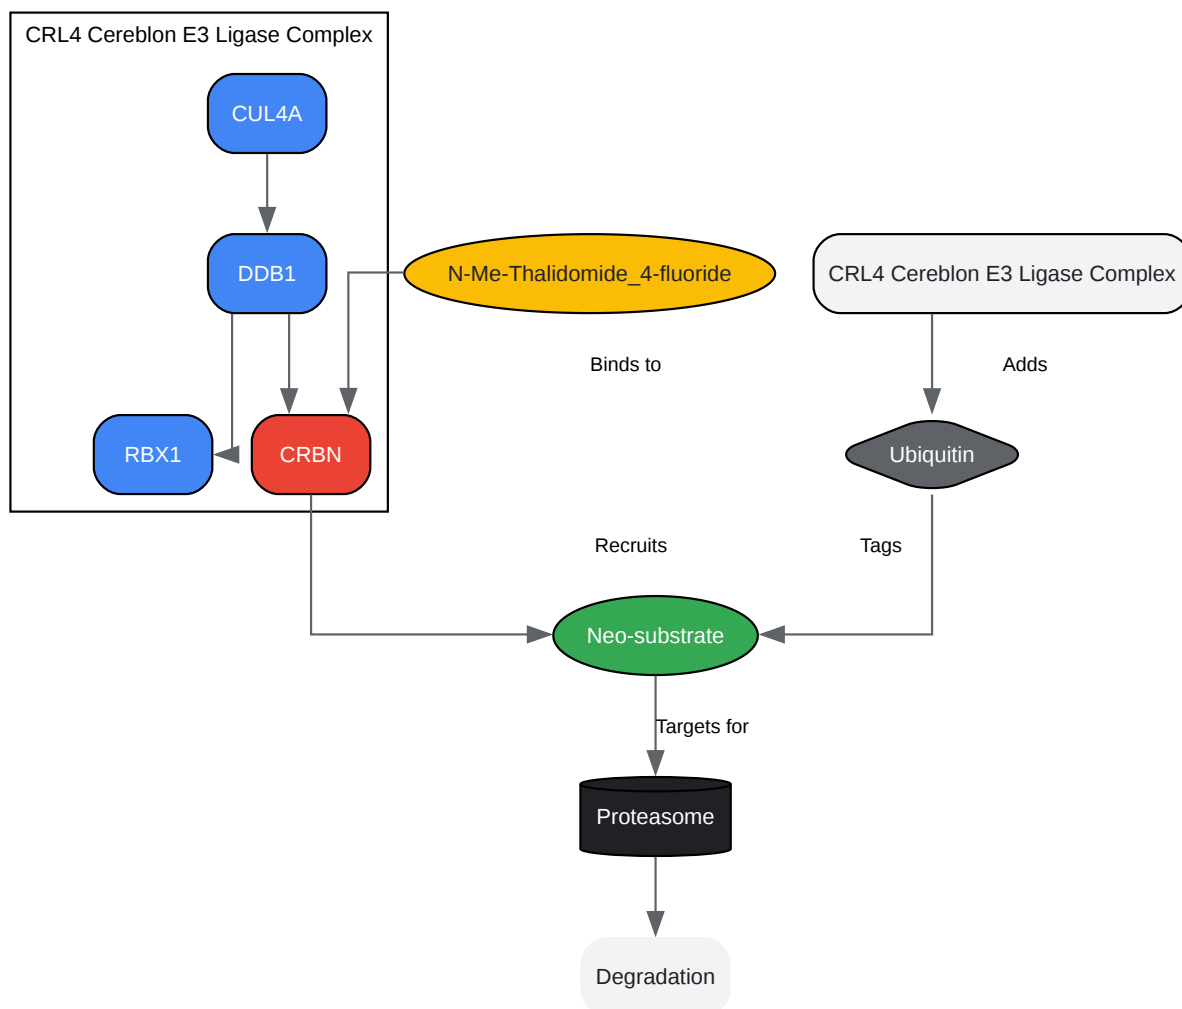 CRL4 Cereblon E3 Ligase Complex
CUL4A
DDB1
N-Me-Thalidomide_4-fluoride
CRL4 Cereblon E3 Ligase Complex
Binds to
Adds
RBX1
CRBN
Ubiquitin
Recruits
Tags
Neo-substrate
Targets for
Proteasome
Degradation